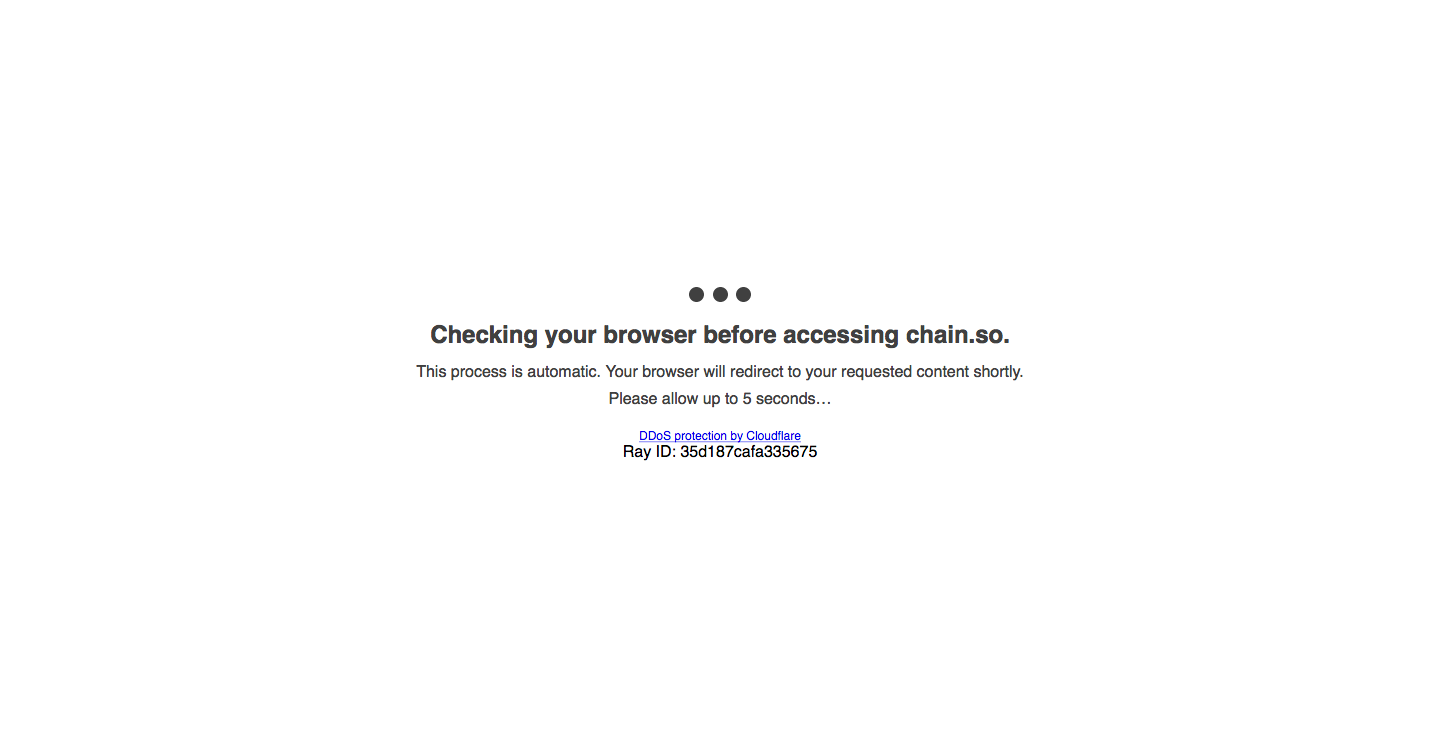 Checking your browser before accessing chain.so.
This process is automatic. Your browser will redirect to your requested content shortly.
Please allow up to 5 seconds…
DDoS protection by Cloudflare
Ray ID: 35d187cafa335675